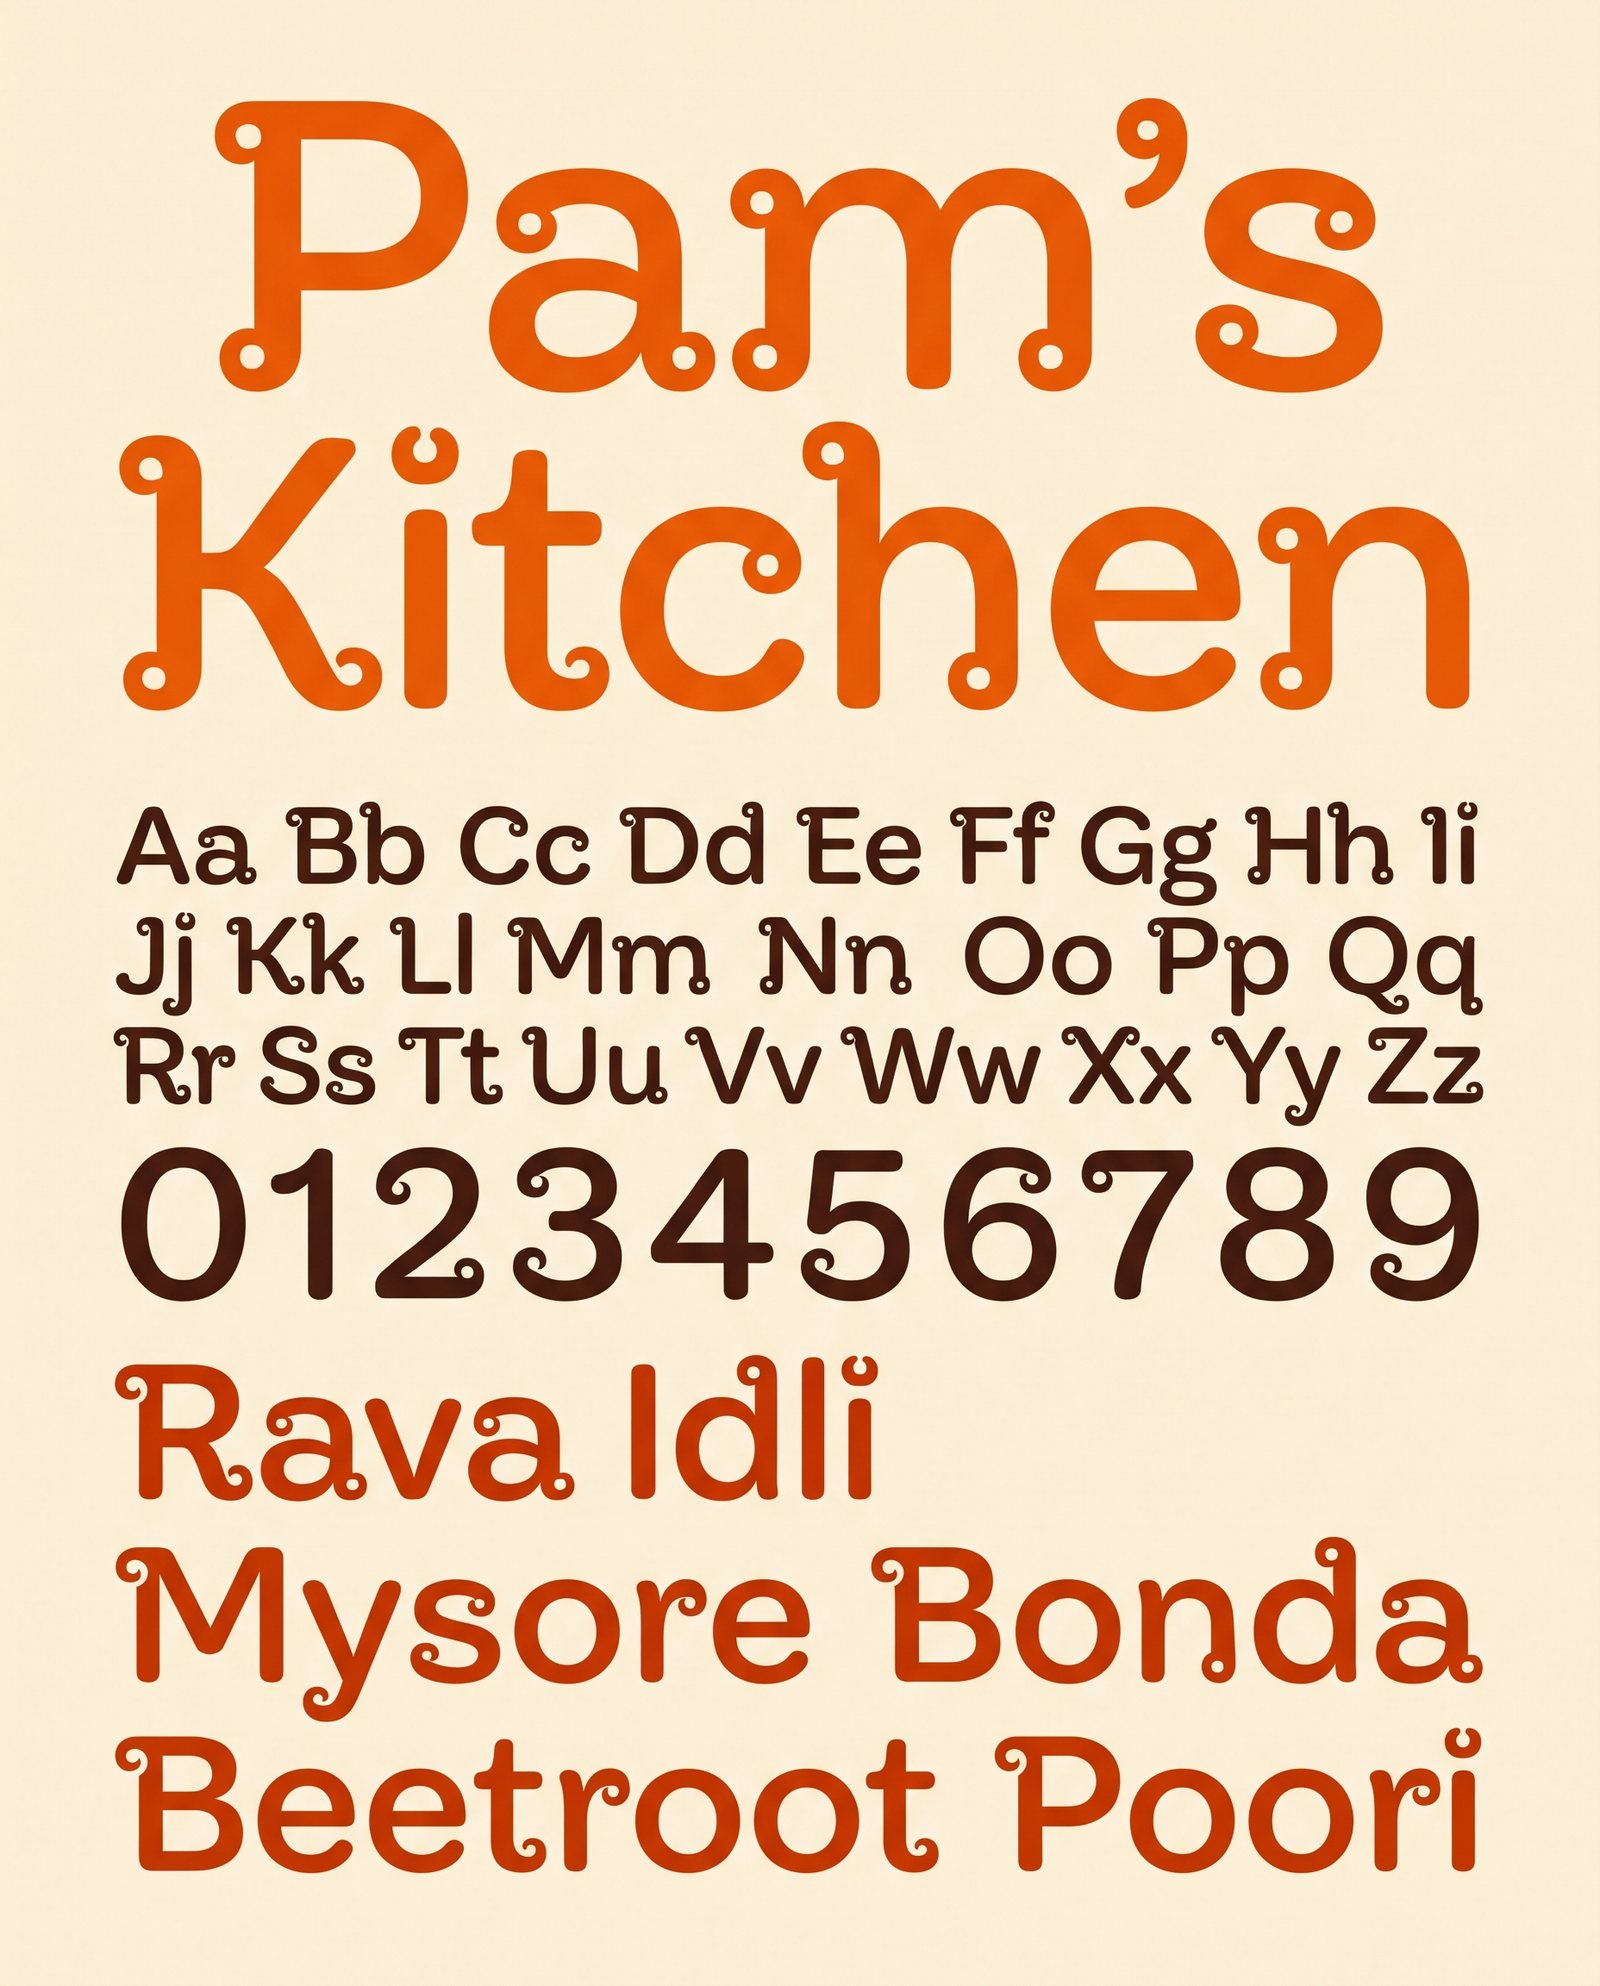 Pam’s
Kitchen
Aa Bb Cc Dd Ee Ff Gg Hh Ii
Jj Kk Ll Mm Nn Oo Pp Qq
Rr Ss Tt Uu Vv Ww Xx Yy Zz
0123456789
Rava Idli
Mysore Bonda
Beetroot Poori